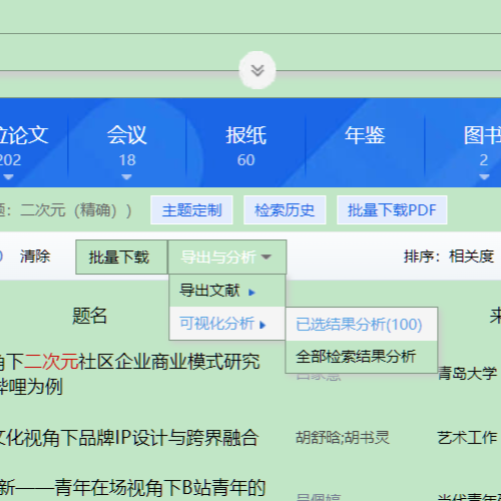 位论文 会议 报纸 年鉴 图书
202 18 60 2
题：二次元（精确）） 主题定制 检索历史 批量下载PDF
清除 批量下载 导出与分析 排序：相关度
导出文献
题名
可视化分析 已选结果分析(100)
全部检索结果分析
角下二次元社区企业商业模式研究
哔哩为例 青岛大学
文化视角下品牌IP设计与跨界融合 胡舒晗;胡书灵 艺术工作
新——青年在场视角下B站青年的